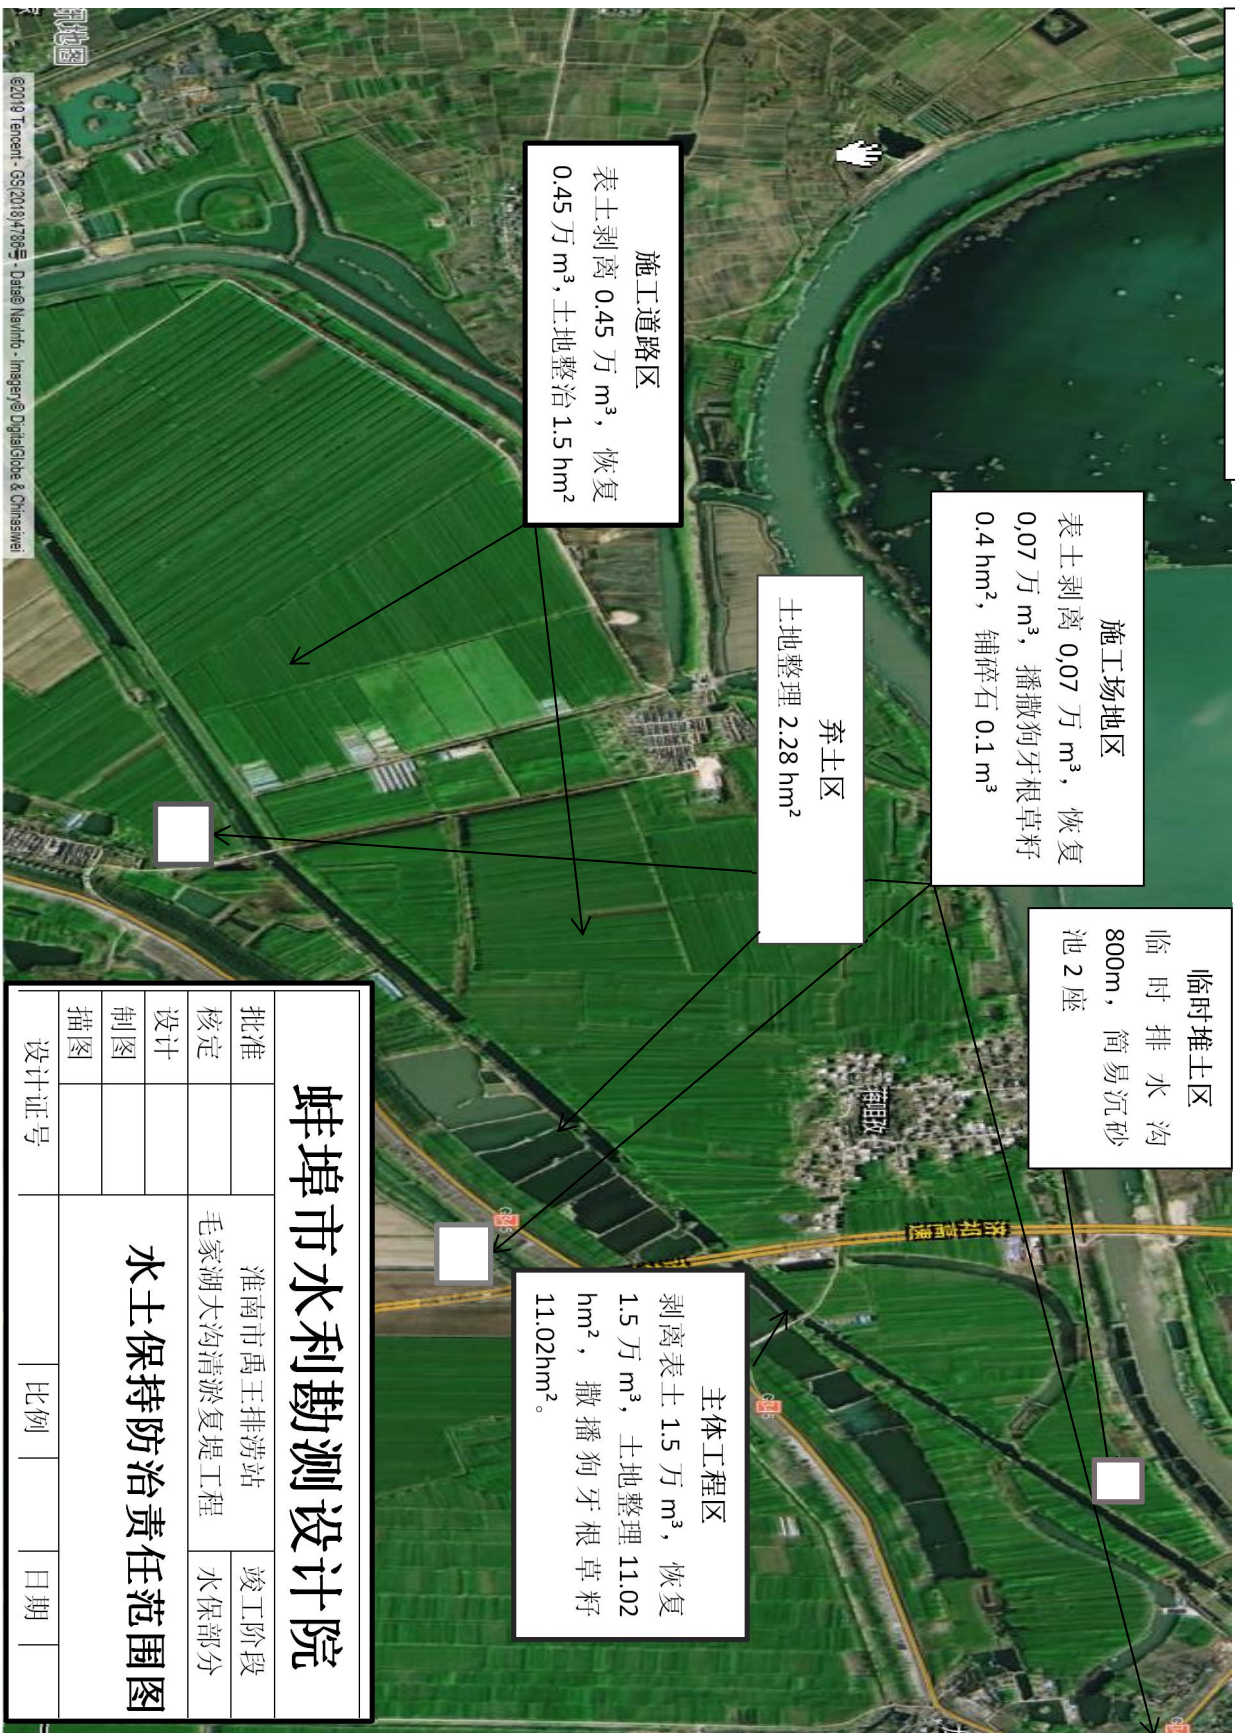 施工道路区
表土剥离 0.45 万 m³，恢复
0.45 万 m³，土地整治 1.5 hm²
施工场地区
表土剥离 0,07 万 m³，恢复
0,07 万 m³，播撒狗牙根草籽
0.4 hm²，铺碎石 0.1 m³
弃土区
土地整理 2.28 hm²
临时堆土区
临时排水沟
800m，简易沉砂
池 2 座
主体工程区
剥离表土 1.5 万 m³，恢复
1.5 万 m³，土地整理 11.02
hm²，撒播狗牙根草籽
11.02hm²。
蚌埠市水利勘测设计院
批准
核定
设计
制图
描图
设计证号
淮南市禹王排涝站
毛家湖大沟清淤复堤工程
竣工阶段
水保部分
水土保持防治责任范围图
比例
日期
©2019 Tencent - GS(2018)4786号 - Data© NavInfo - Imagery© DigitalGlobe & Chinasiwei